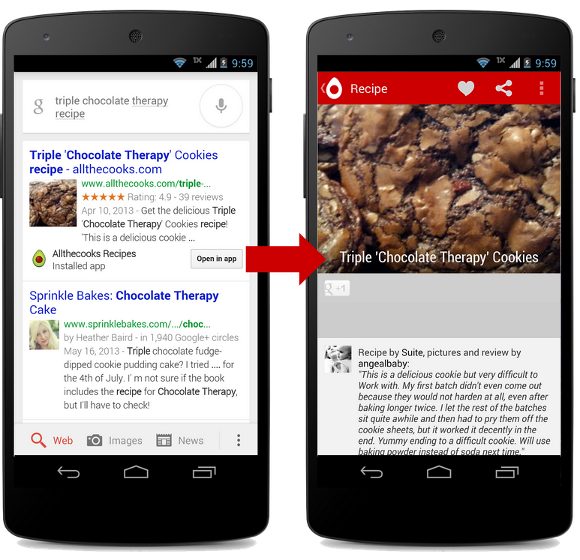 9:59
g triple chocolate therapy
recipe
Triple 'Chocolate Therapy' Cookies
recipe - allthecooks.com
www.allthecooks.com/triple-...
★★★★★ Rating: 4.9 - 39 reviews
Apr 10, 2013 - Get the delicious Triple
'Chocolate Therapy' Cookies recipe!
'This is a delicious cookie ...
Allthecooks Recipes
Installed app
Open in app
Sprinkle Bakes: Chocolate Therapy
Cake
www.sprinklebakes.com/.../choc...
by Heather Baird - in 1,940 Google+ circles
May 16, 2013 - Triple chocolate fudge-
dipped cookie pudding cake? I tried .... for
the 4th of July. I´m not sure if the book
includes the recipe for Chocolate Therapy,
but I'll have to check!
Web Images News
9:59
Recipe
Triple 'Chocolate Therapy' Cookies
g +1
Recipe by Suite, pictures and review by
angealbaby:
"This is a delicious cookie but very difficult to
Work with. My first batch didn't even come out
because they would not harden at all, even after
baking longer twice. I let the rest of the batches
sit quite awhile and then had to pry them off the
cookie sheets, but it worked it decently in the
end. Yummy ending to a difficult cookie. Will use
baking powder instead of soda next time."